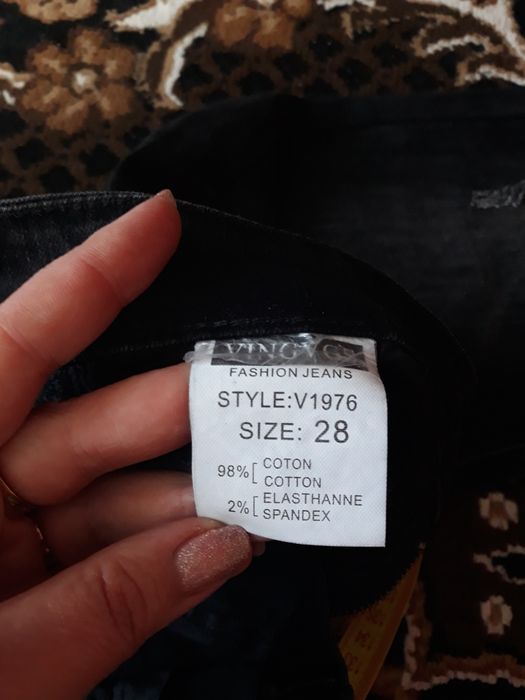 FASHION JEANS
STYLE:V1976
SIZE: 28
98% [ COTON
COTTON
2% [ ELASTHANNE
SPANDEX